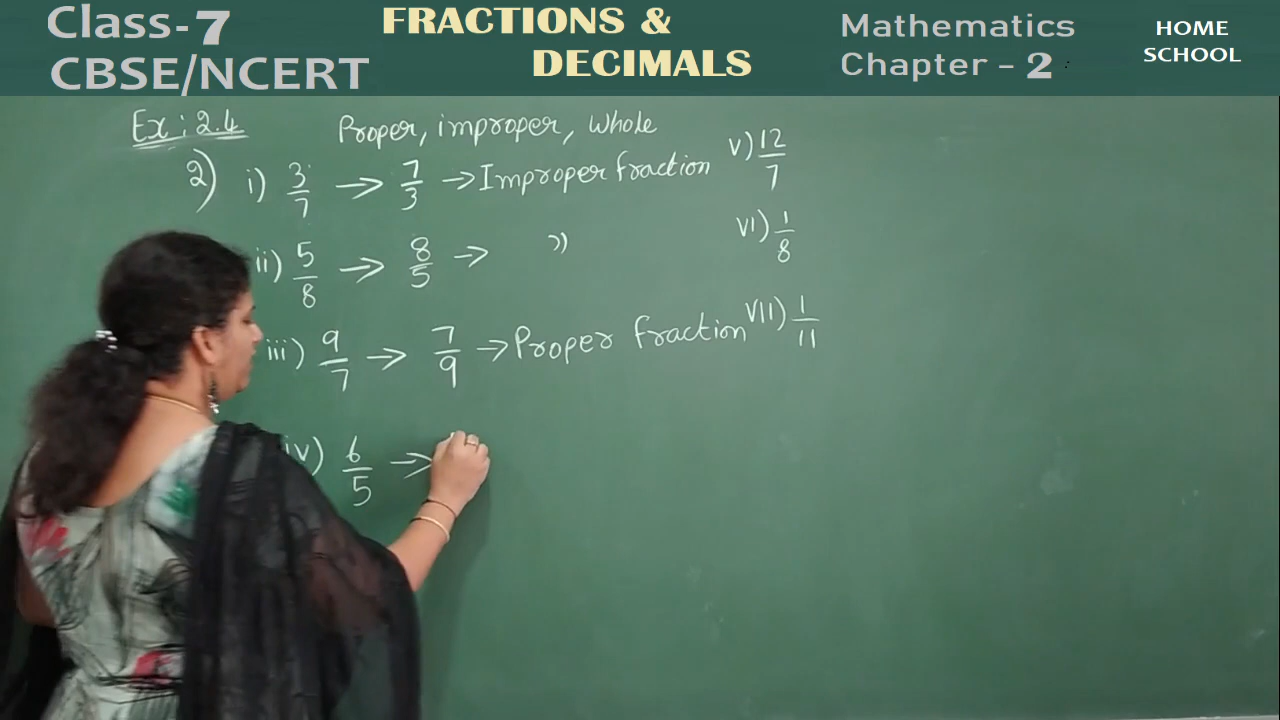 Class-7
CBSE/NCERT
FRACTIONS &
DECIMALS
Mathematics
Chapter - 2
HOME
SCHOOL
Ex: 2.4
Proper, improper, Whole
2) i) 3/7 → 7/3 → Improper fraction
ii) 5/8 → 8/5 → "
iii) 9/7 → 7/9 → Proper fraction
iv) 6/5 →
v) 12/7
vi) 1/8
vii) 1/11